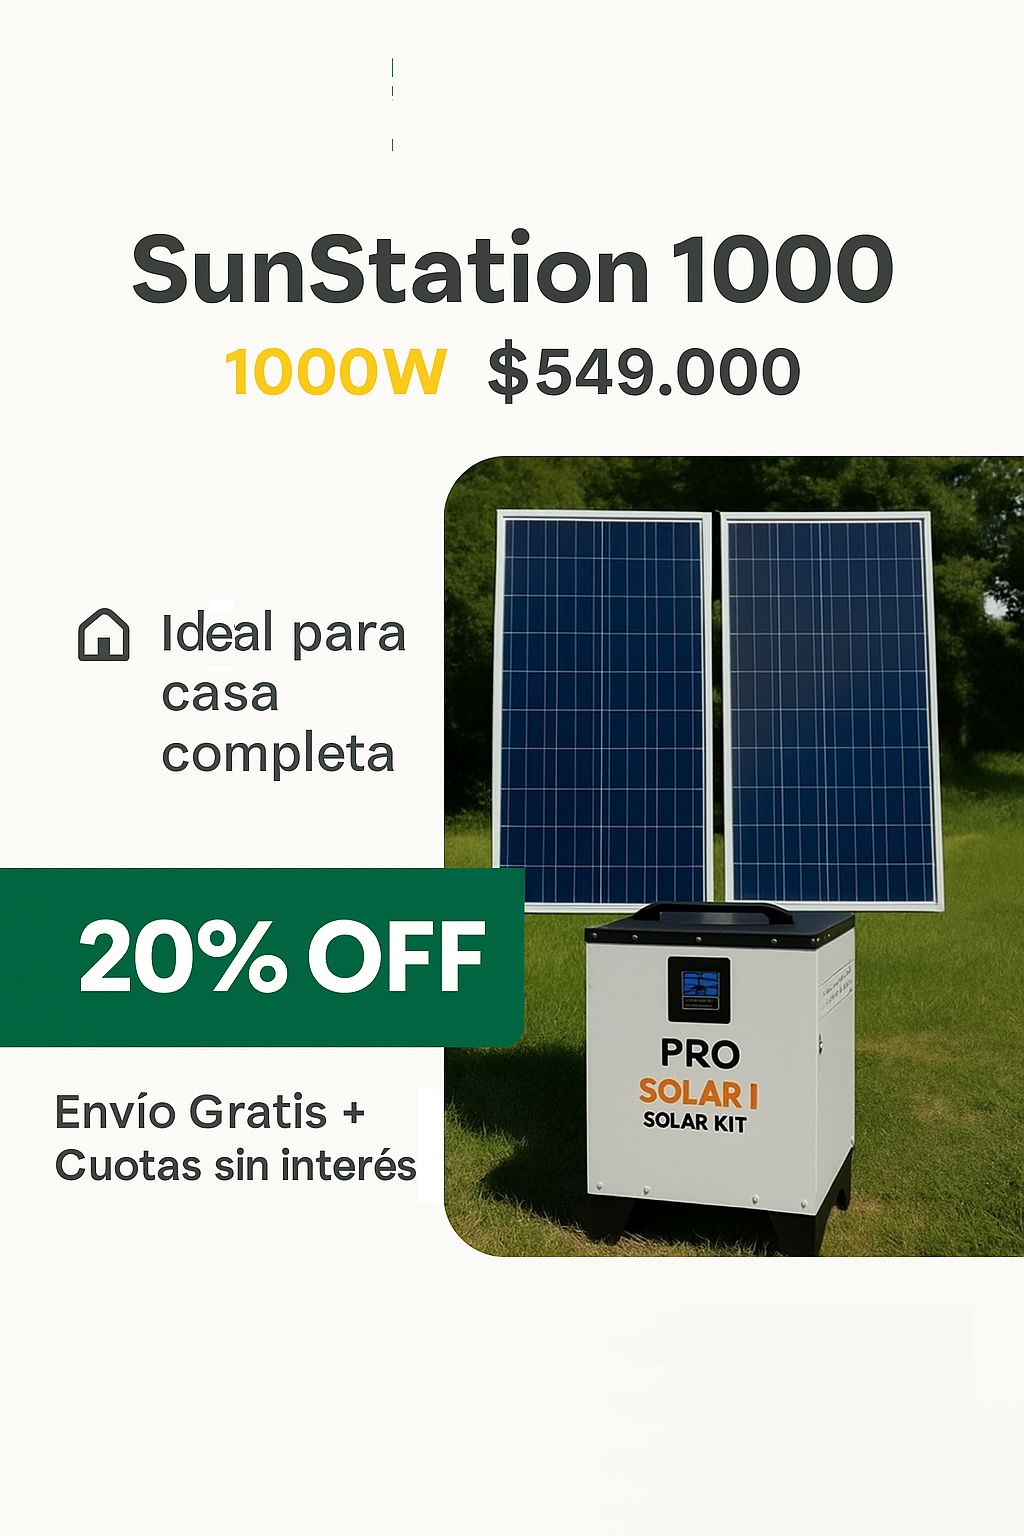 SunStation 1000
1000W $549.000
Ideal para
casa
completa
20% OFF
Envío Gratis +
Cuotas sin interés
PRO
SOLAR I
SOLAR KIT